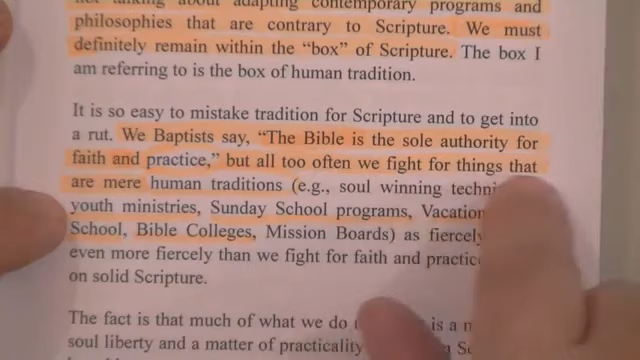 not talking about adapting contemporary programs and
philosophies that are contrary to Scripture. We must
definitely remain within the “box” of Scripture. The box I
am referring to is the box of human tradition.
It is so easy to mistake tradition for Scripture and to get into
a rut. We Baptists say, “The Bible is the sole authority for
faith and practice,” but all too often we fight for things that
are mere human traditions (e.g., soul winning
youth ministries, Sunday School programs, Vacation
School, Bible Colleges, Mission Boards) as fiercely
even more fiercely than we fight for faith and
on solid Scripture.
The fact is that much of what we do is a
soul liberty and a matter of practicality